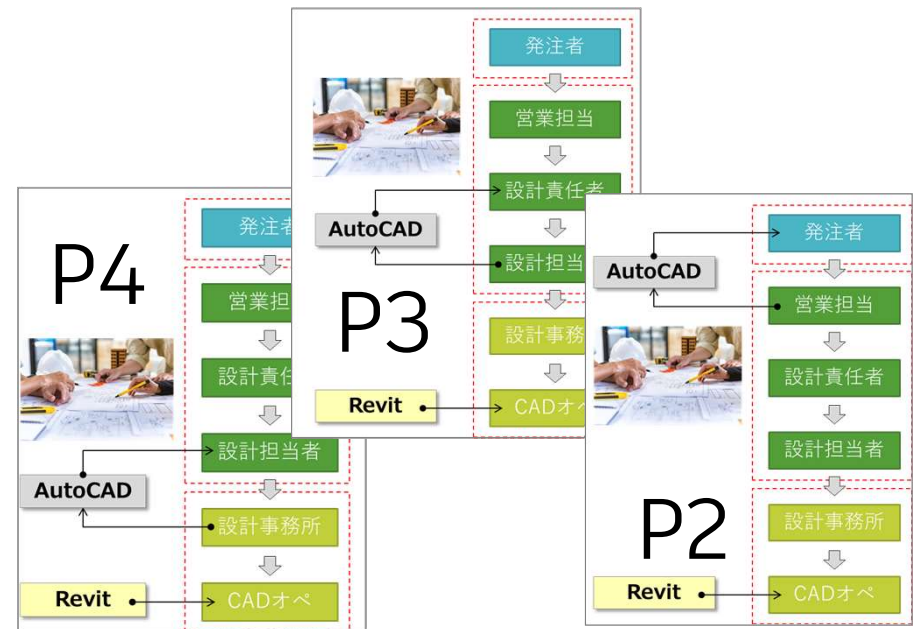 P4
発注
営業担
設計責任
設計担当者
AutoCAD
設計事務所
Revit
CADオペ
発注者
営業担当
設計責任者
AutoCAD
設計担当
P3
設計事務
Revit
CADオペ
発注者
AutoCAD
営業担当
設計責任者
設計担当者
P2
設計事務所
Revit
CADオペ